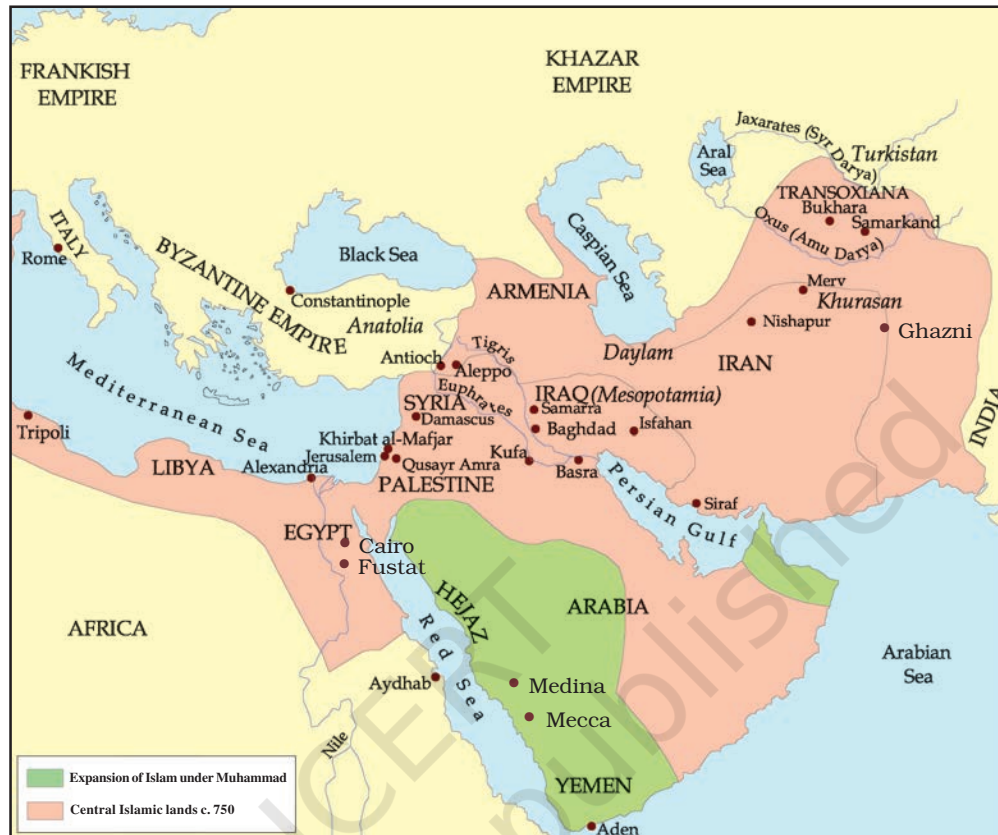 FRANKISH
EMPIRE
KHAZAR
EMPIRE
Jaxarates (Syr Darya)
Turkistan
Aral
Sea
TRANSOXIANA
Bukhara
Samarkand
Oxus (Amu Darya)
ITALY
Rome
Black Sea
Caspian Sea
BYZANTINE EMPIRE
Constantinople
Anatolia
ARMENIA
Merv
Khurasan
Nishapur
Ghazni
Daylam
IRAN
Antioch
Aleppo
Tigris
Euphraxes
Mediterranean Sea
SYRIA
Damascus
IRAQ (Mesopotamia)
Samarra
Baghdad
Isfahan
INDIA
Tripoli
LIBYA
Alexandria
Khirbat al-Mafjar
Jerusalem
Qusayr Amra
PALESTINE
Kufa
Basra
Persian Gulf
Siraf
EGYPT
Cairo
Fustat
HEJAZ
ARABIA
AFRICA
Red Sea
Aydhab
Medina
Mecca
Arabian
Sea
Nile
YEMEN
Aden
Expansion of Islam under Muhammad
Central Islamic lands c. 750
NCERT
published